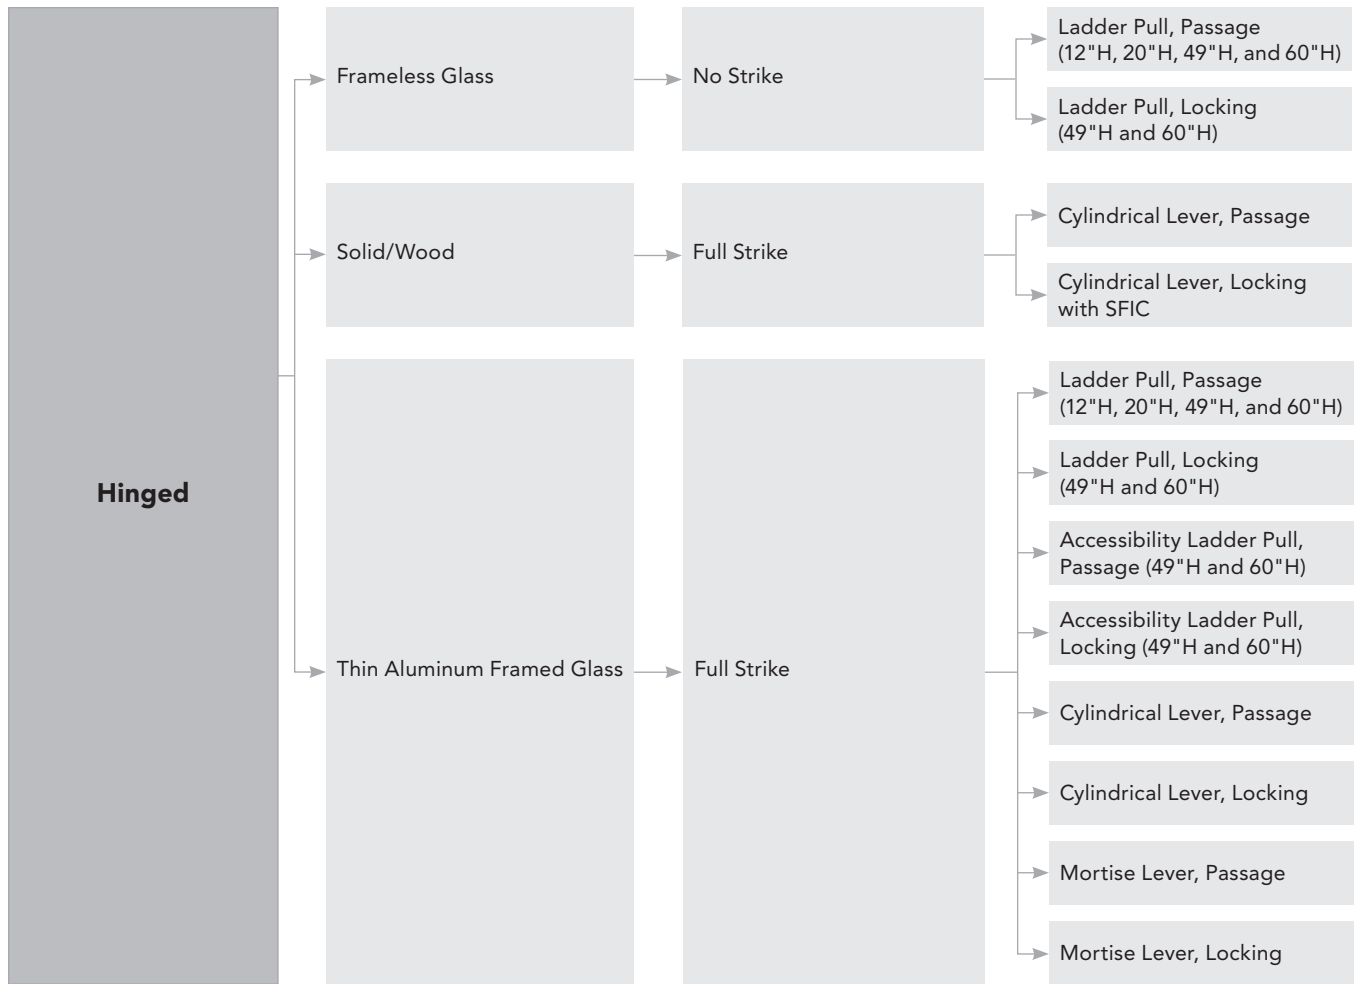 Hinged
Frameless Glass
No Strike
Ladder Pull, Passage
(12"H, 20"H, 49"H, and 60"H)
Ladder Pull, Locking
(49"H and 60"H)
Solid/Wood
Full Strike
Cylindrical Lever, Passage
Cylindrical Lever, Locking
with SFIC
Thin Aluminum Framed Glass
Full Strike
Ladder Pull, Passage
(12"H, 20"H, 49"H, and 60"H)
Ladder Pull, Locking
(49"H and 60"H)
Accessibility Ladder Pull,
Passage (49"H and 60"H)
Accessibility Ladder Pull,
Locking (49"H and 60"H)
Cylindrical Lever, Passage
Cylindrical Lever, Locking
Mortise Lever, Passage
Mortise Lever, Locking